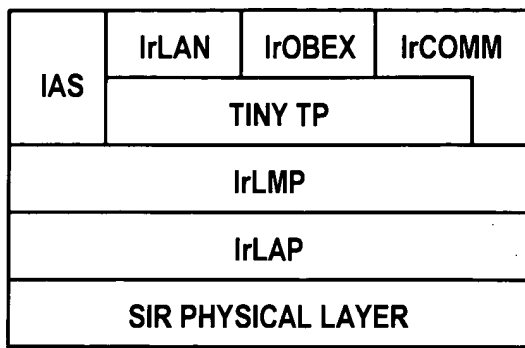 IrLAN IrOBEX IrCOMM
IAS
TINY TP
IrLMP
IrLAP
SIR PHYSICAL LAYER